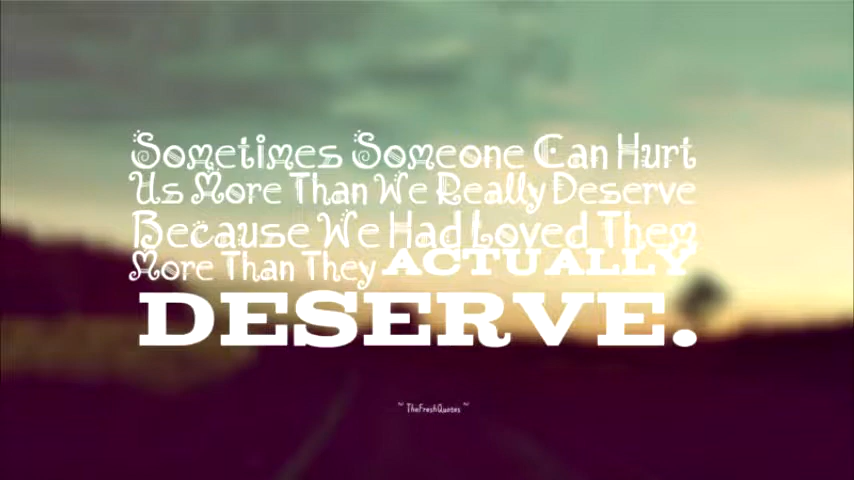 Sometimes Someone Can Hurt
Us More Than We Really Deserve
Because We Had Loved Them
More Than They ACTUALLY
DESERVE.
~ TheFreshQuotes ~